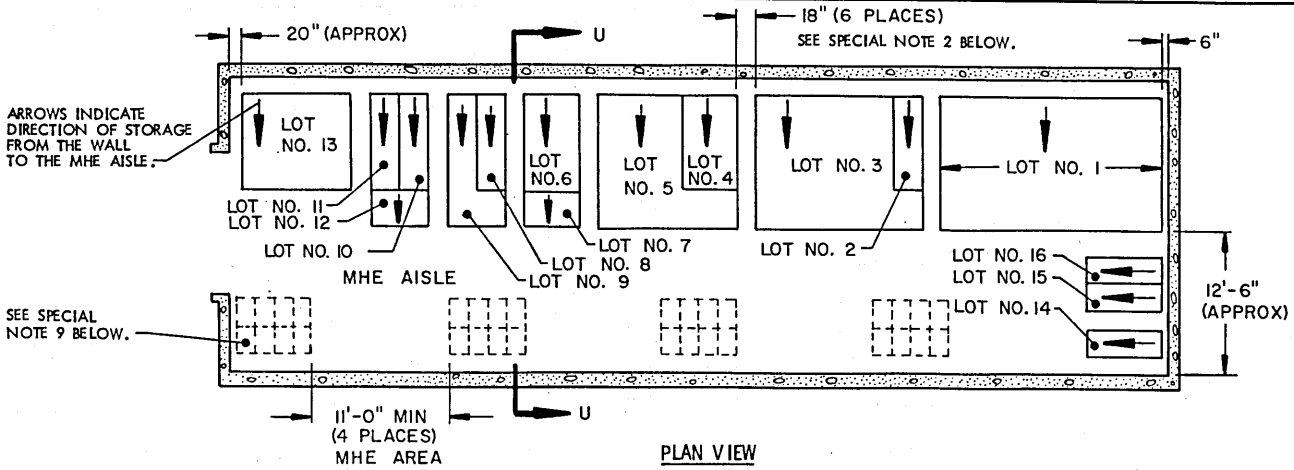 20" (APPROX)
U
18" (6 PLACES)
SEE SPECIAL NOTE 2 BELOW.
6"
ARROWS INDICATE
DIRECTION OF STORAGE
FROM THE WALL
TO THE MHE AISLE.
LOT
NO. 13
LOT
NO.6
LOT
NO. 5
LOT
NO. 4
LOT NO. 3
LOT NO. 1
LOT NO. 11
LOT NO. 12
LOT NO. 10
LOT NO. 7
LOT NO. 8
LOT NO. 9
LOT NO. 2
MHE AISLE
LOT NO. 16
LOT NO. 15
LOT NO. 14
12'-6"
(APPROX)
SEE SPECIAL
NOTE 9 BELOW.
11'-0" MIN
(4 PLACES)
MHE AREA
U
PLAN VIEW